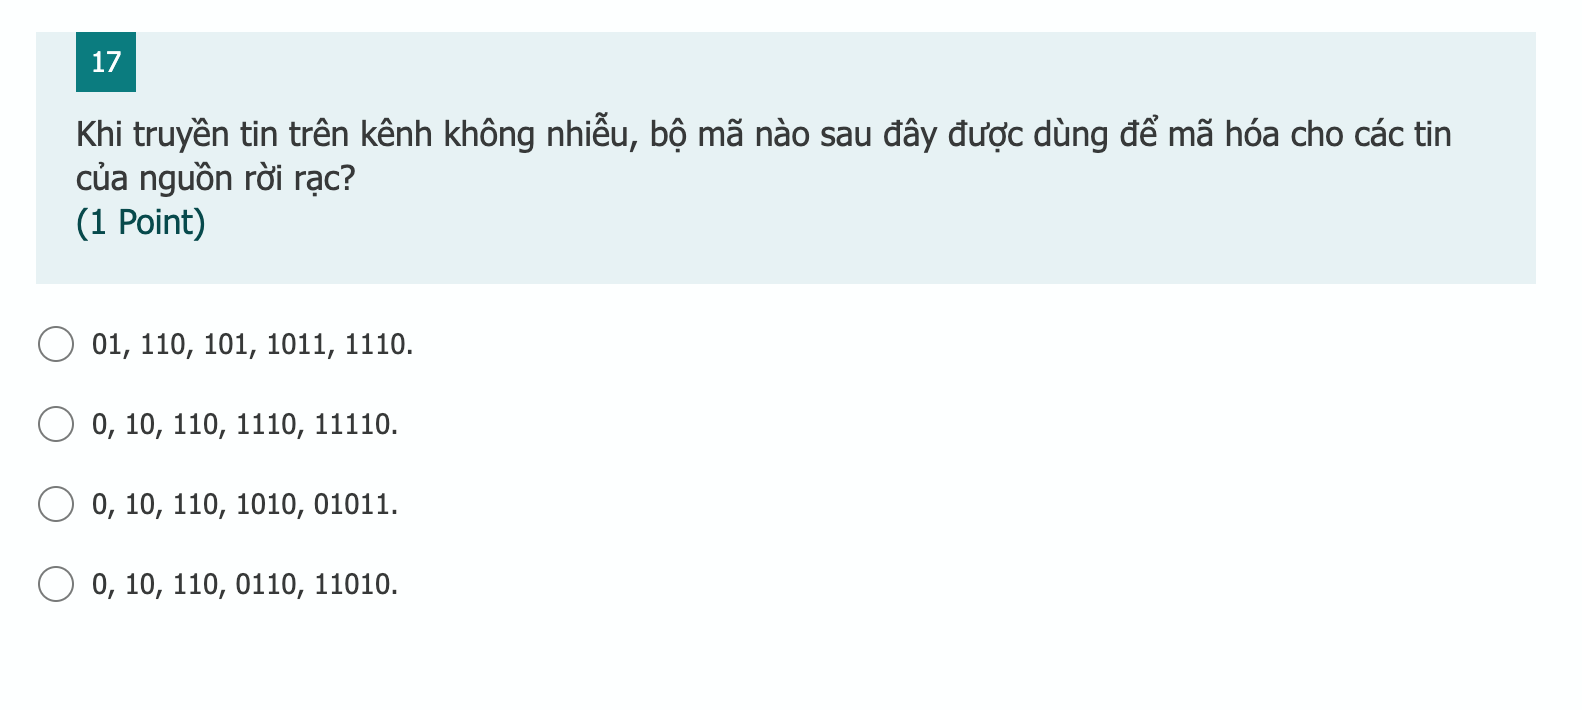 17
Khi truyền tin trên kênh không nhiễu, bộ mã nào sau đây được dùng để mã hóa cho các tin
của nguồn rời rạc?
(1 Point)
01, 110, 101, 1011, 1110.
0, 10, 110, 1110, 11110.
0, 10, 110, 1010, 01011.
0, 10, 110, 0110, 11010.